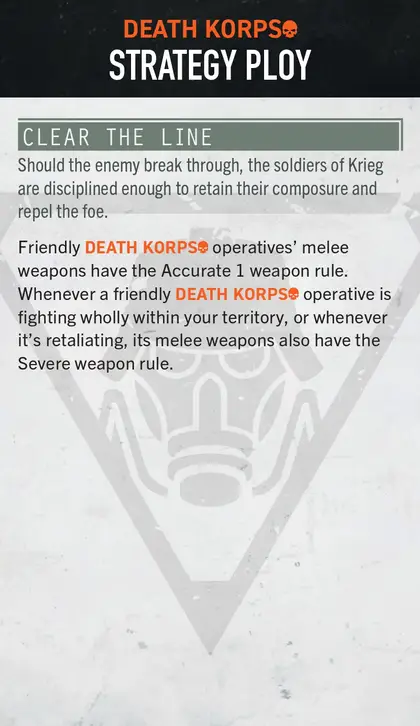 DEATH KORPS
STRATEGY PLOY
CLEAR THE LINE
Should the enemy break through, the soldiers of Krieg
are disciplined enough to retain their composure and
repel the foe.
Friendly DEATH KORPS operatives’ melee
weapons have the Accurate 1 weapon rule.
Whenever a friendly DEATH KORPS operative is
fighting wholly within your territory, or whenever
it’s retaliating, its melee weapons also have the
Severe weapon rule.